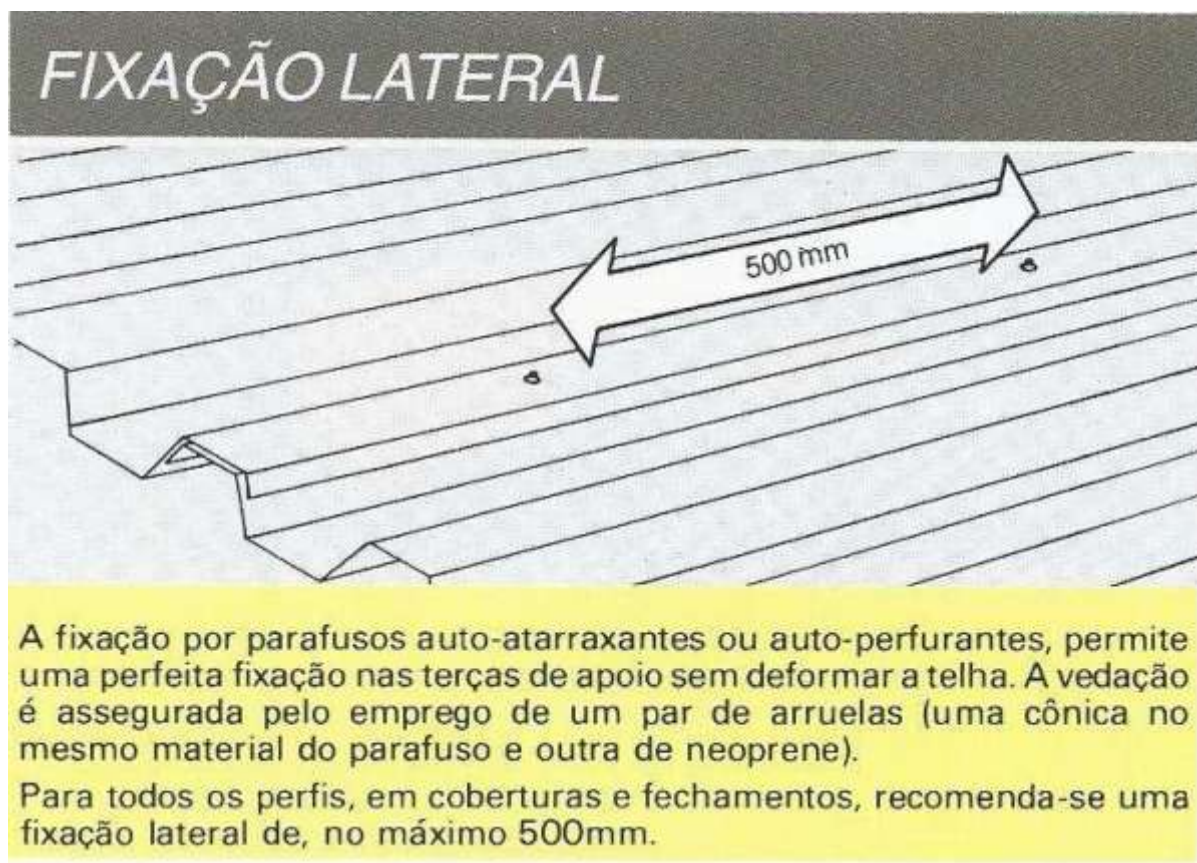 FIXAÇÃO LATERAL
500 mm
A fixação por parafusos auto-atarraxantes ou auto-perfurantes, permite
uma perfeita fixação nas terças de apoio sem deformar a telha. A vedação
é assegurada pelo emprego de um par de arruelas (uma cônica no
mesmo material do parafuso e outra de neoprene).
Para todos os perfis, em coberturas e fechamentos, recomenda-se uma
fixação lateral de, no máximo 500mm.